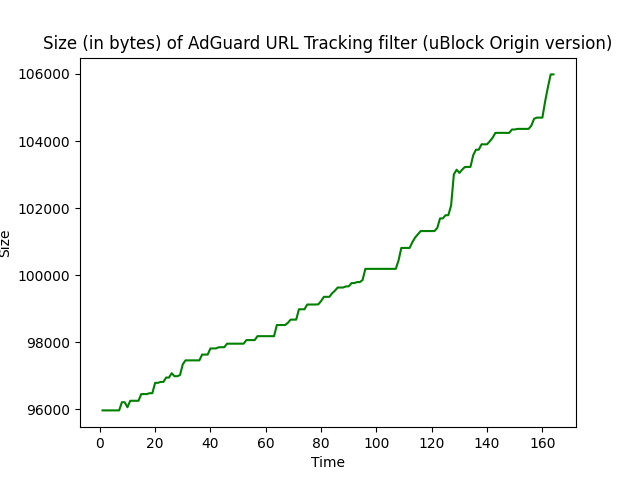 Size (in bytes) of AdGuard URL Tracking filter (uBlock Origin version)
106000
104000
102000
100000
98000
96000
Size
0 20 40 60 80 100 120 140 160
Time